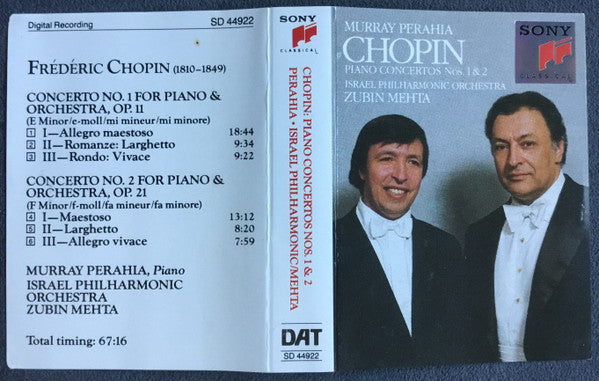 Digital Recording SD 44922
FRÉDÉRIC CHOPIN (1810–1849)
CONCERTO NO. 1 FOR PIANO &
ORCHESTRA, OP. 11
(E Minor/e-moll/mi mineur/mi minore)
1 I—Allegro maestoso 18:44
2 II—Romanze: Larghetto 9:34
3 III—Rondo: Vivace 9:22
CONCERTO NO. 2 FOR PIANO &
ORCHESTRA, OP. 21
(F Minor/f-moll/fa mineur/fa minore)
4 I—Maestoso 13:12
5 II—Larghetto 8:20
6 III—Allegro vivace 7:59
MURRAY PERAHIA, Piano
ISRAEL PHILHARMONIC
ORCHESTRA
ZUBIN MEHTA
Total timing: 67:16
SONY
CLASSICAL
CHOPIN: PIANO CONCERTOS NOS. 1 & 2
PERAHIA • ISRAEL PHILHARMONIC/MEHTA
DAT
SD 44922
MURRAY PERAHIA
CHOPIN
PIANO CONCERTOS Nos. 1 & 2
ISRAEL PHILHARMONIC ORCHESTRA
ZUBIN MEHTA
SONY
CLASSICAL